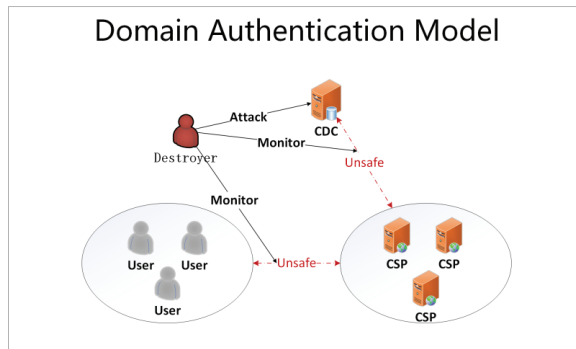 Domain Authentication Model
Attack
CDC
Destroyer
Monitor
Unsafe
Monitor
User
User
User
Unsafe
CSP
CSP
CSP